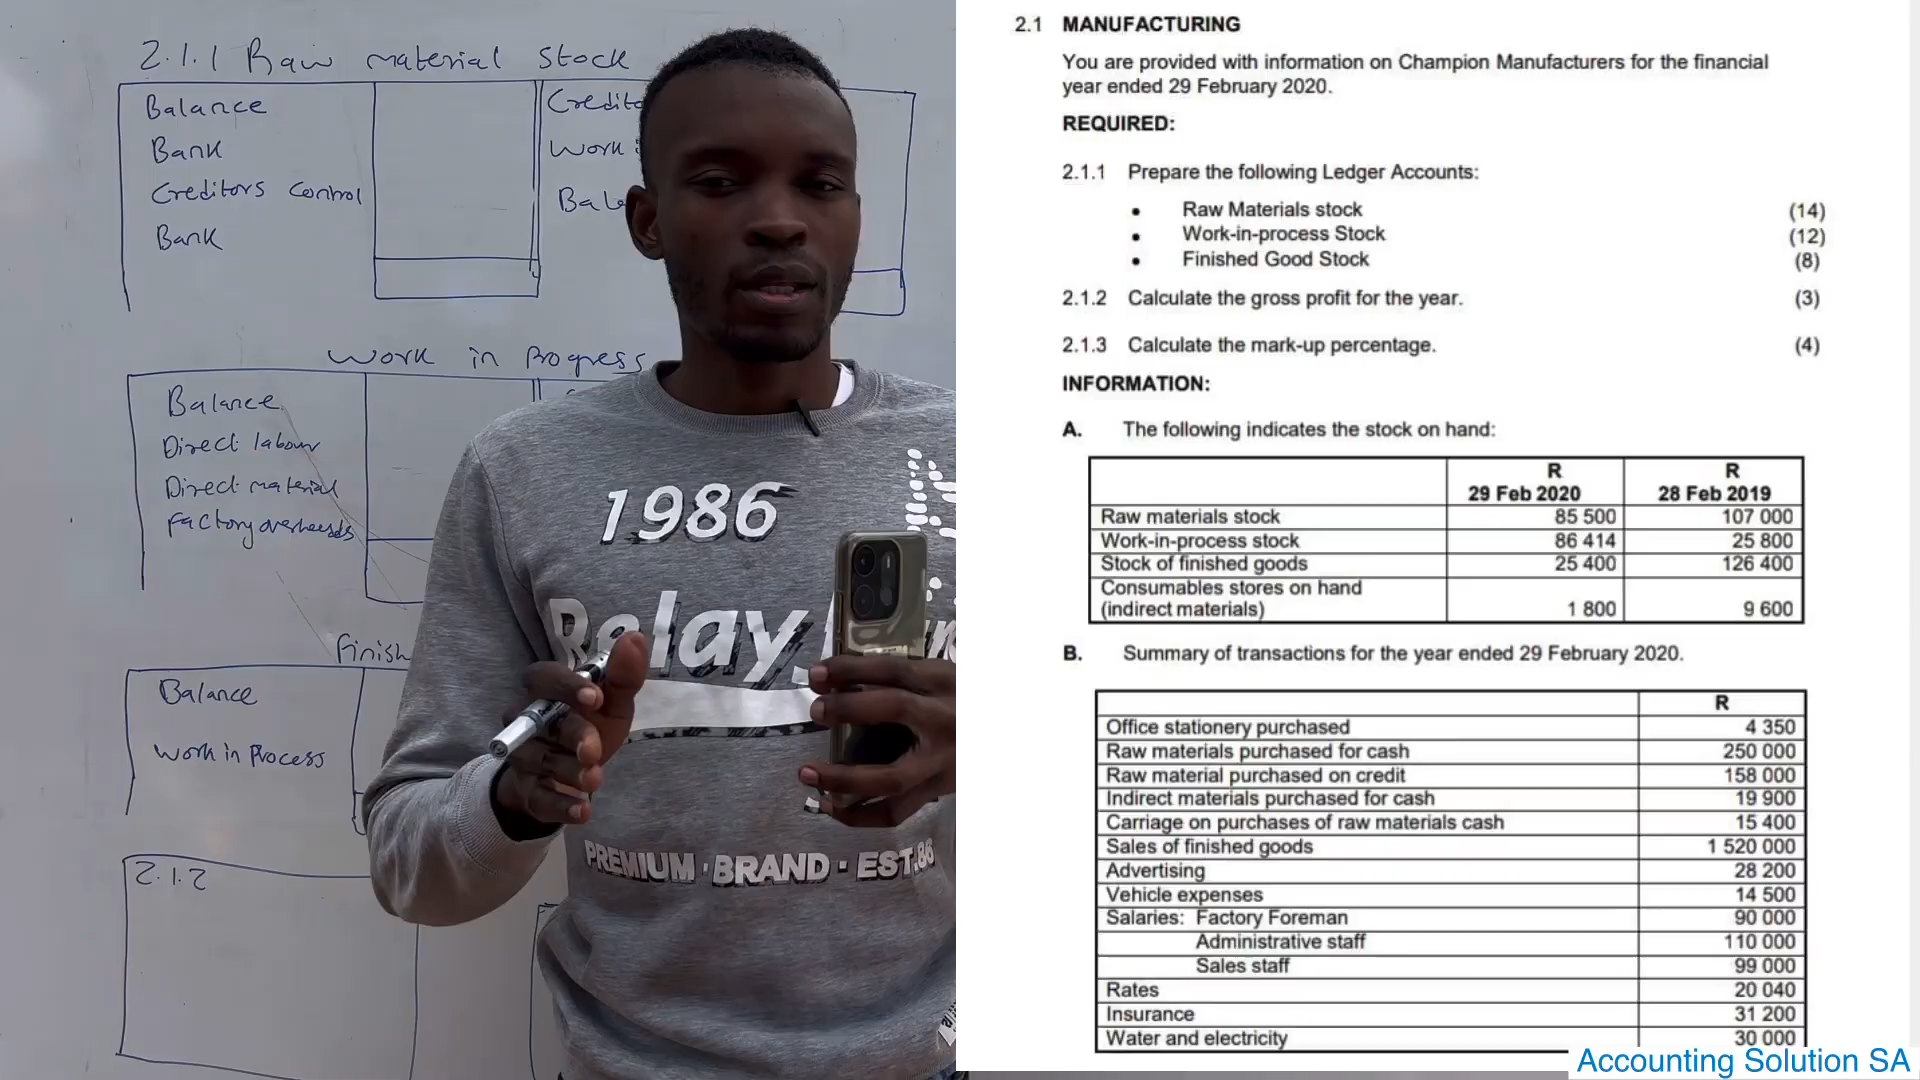 2.1.1 Raw material stock
Balance
Bank
Creditors Control
Bank
Work in Progress
Balance
Direct labour
Direct material
Factory overheads
Finish
Balance
Work in Process
2.1.2
1986
PREMIUM · BRAND · EST.86
2.1 MANUFACTURING
You are provided with information on Champion Manufacturers for the financial
year ended 29 February 2020.
REQUIRED:
2.1.1 Prepare the following Ledger Accounts:
• Raw Materials stock (14)
• Work-in-process Stock (12)
• Finished Good Stock (8)
2.1.2 Calculate the gross profit for the year. (3)
2.1.3 Calculate the mark-up percentage. (4)
INFORMATION:
A. The following indicates the stock on hand:
R R
29 Feb 2020 28 Feb 2019
Raw materials stock 85 500 107 000
Work-in-process stock 86 414 25 800
Stock of finished goods 25 400 126 400
Consumables stores on hand
(indirect materials) 1 800 9 600
B. Summary of transactions for the year ended 29 February 2020.
R
Office stationery purchased 4 350
Raw materials purchased for cash 250 000
Raw material purchased on credit 158 000
Indirect materials purchased for cash 19 900
Carriage on purchases of raw materials cash 15 400
Sales of finished goods 1 520 000
Advertising 28 200
Vehicle expenses 14 500
Salaries: Factory Foreman 90 000
Administrative staff 110 000
Sales staff 99 000
Rates 20 040
Insurance 31 200
Water and electricity 30 000
Accounting Solution SA